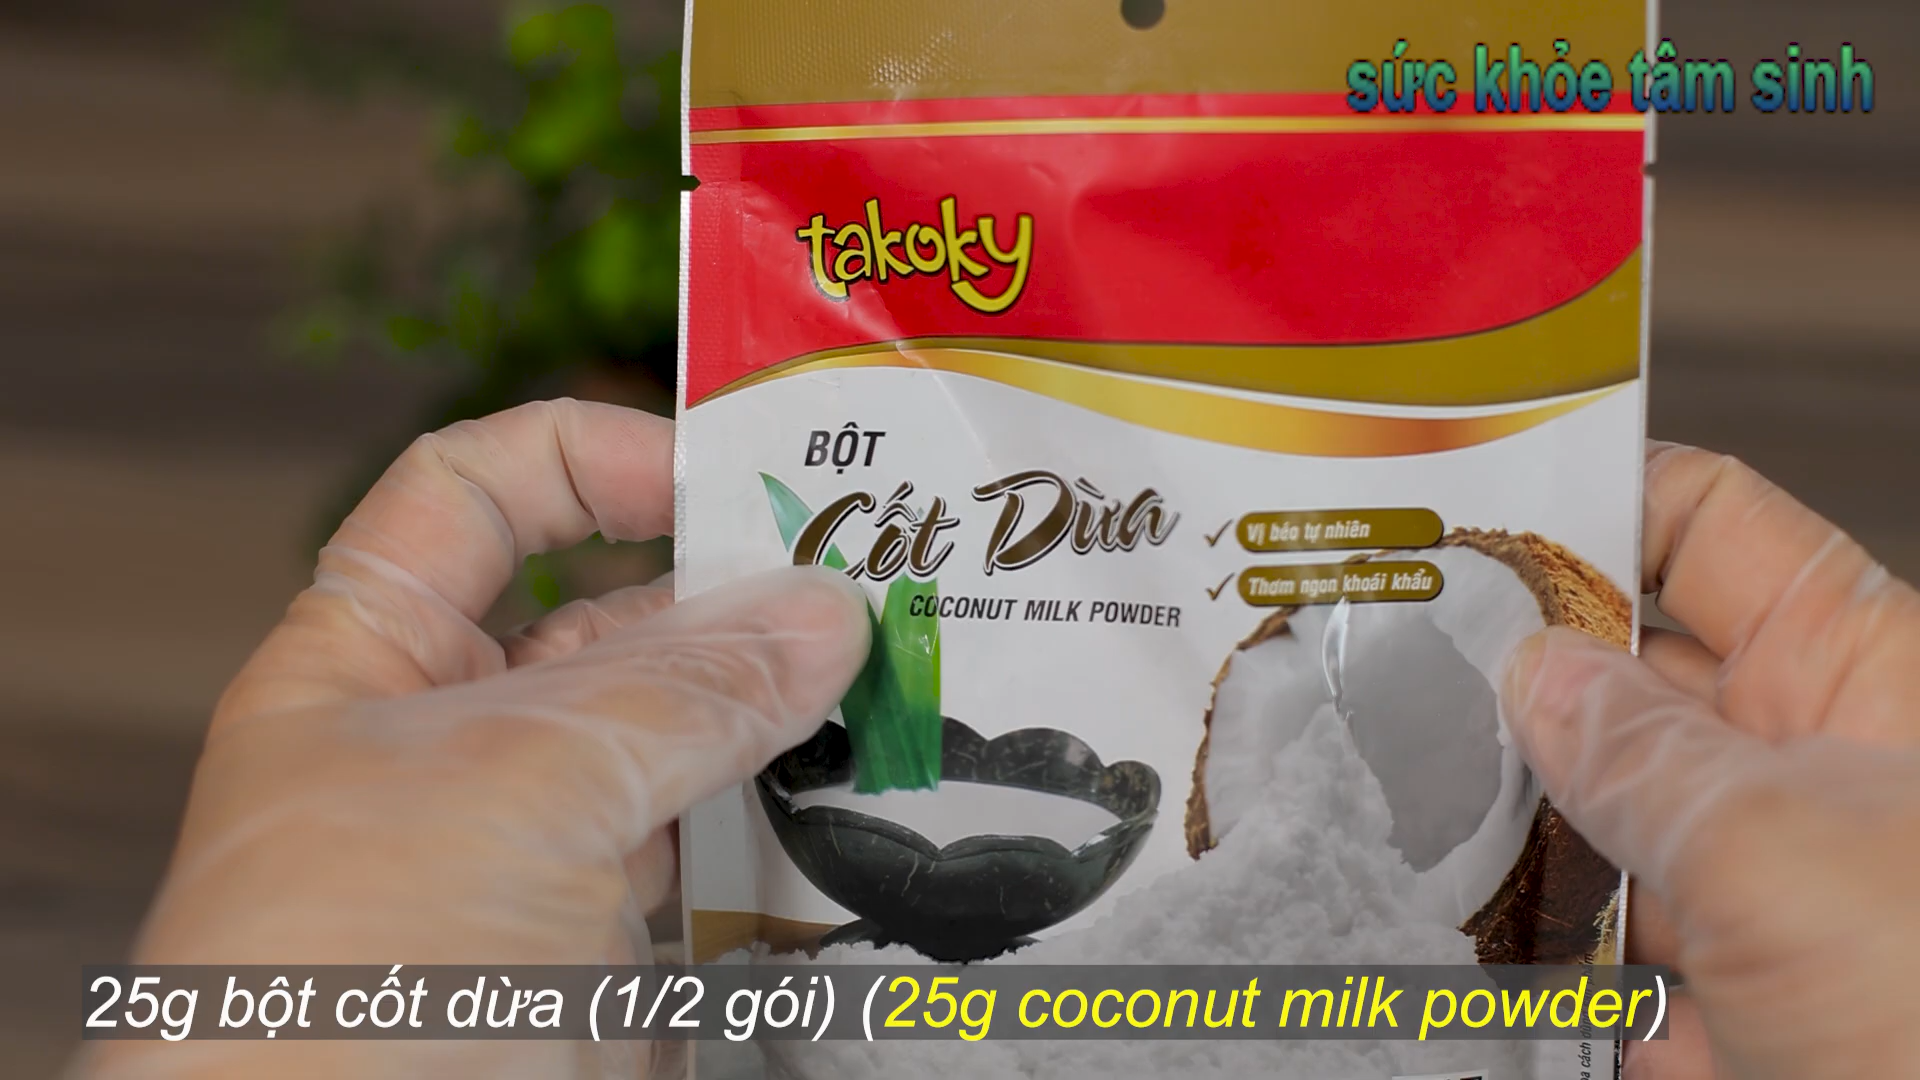 sức khỏe tâm sinh
takoky
BỘT
Cốt Dừa
COCONUT MILK POWDER
Vị béo tự nhiên
Thơm ngon khoái khẩu
25g bột cốt dừa (1/2 gói) (25g coconut milk powder)